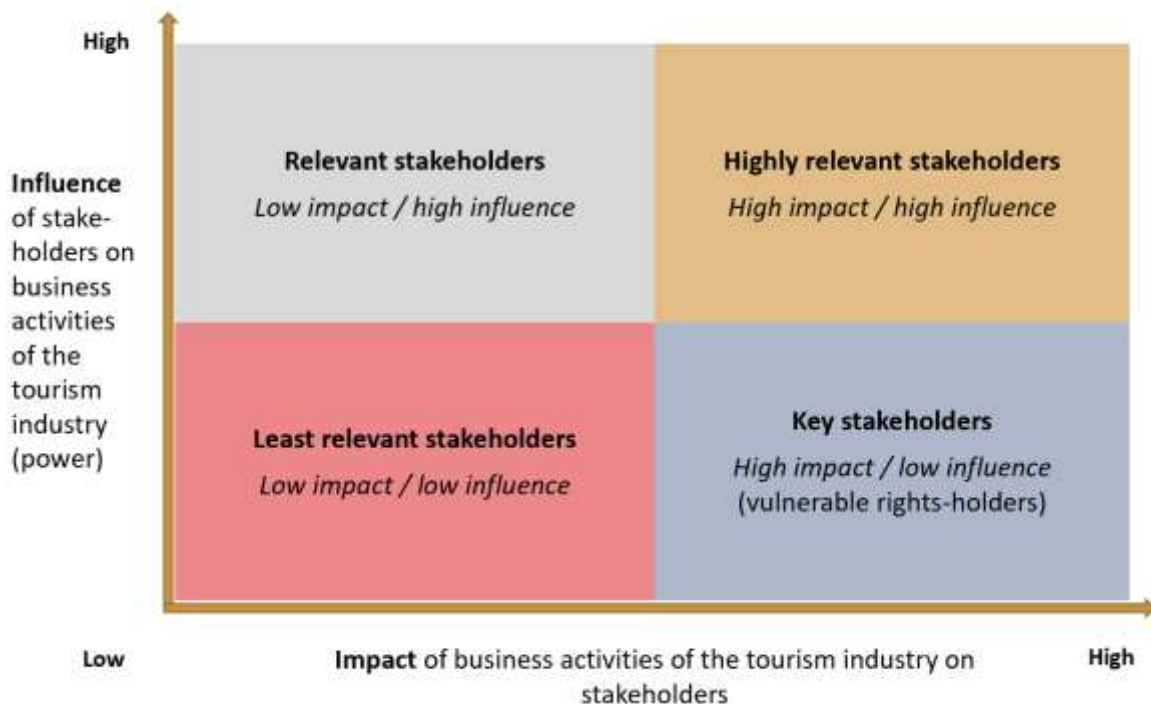 High
Influence
of stake-
holders on
business
activities
of the
tourism
industry
(power)
Relevant stakeholders
Low impact / high influence
Highly relevant stakeholders
High impact / high influence
Least relevant stakeholders
Low impact / low influence
Key stakeholders
High impact / low influence
(vulnerable rights-holders)
Low
Impact of business activities of the tourism industry on
stakeholders
High